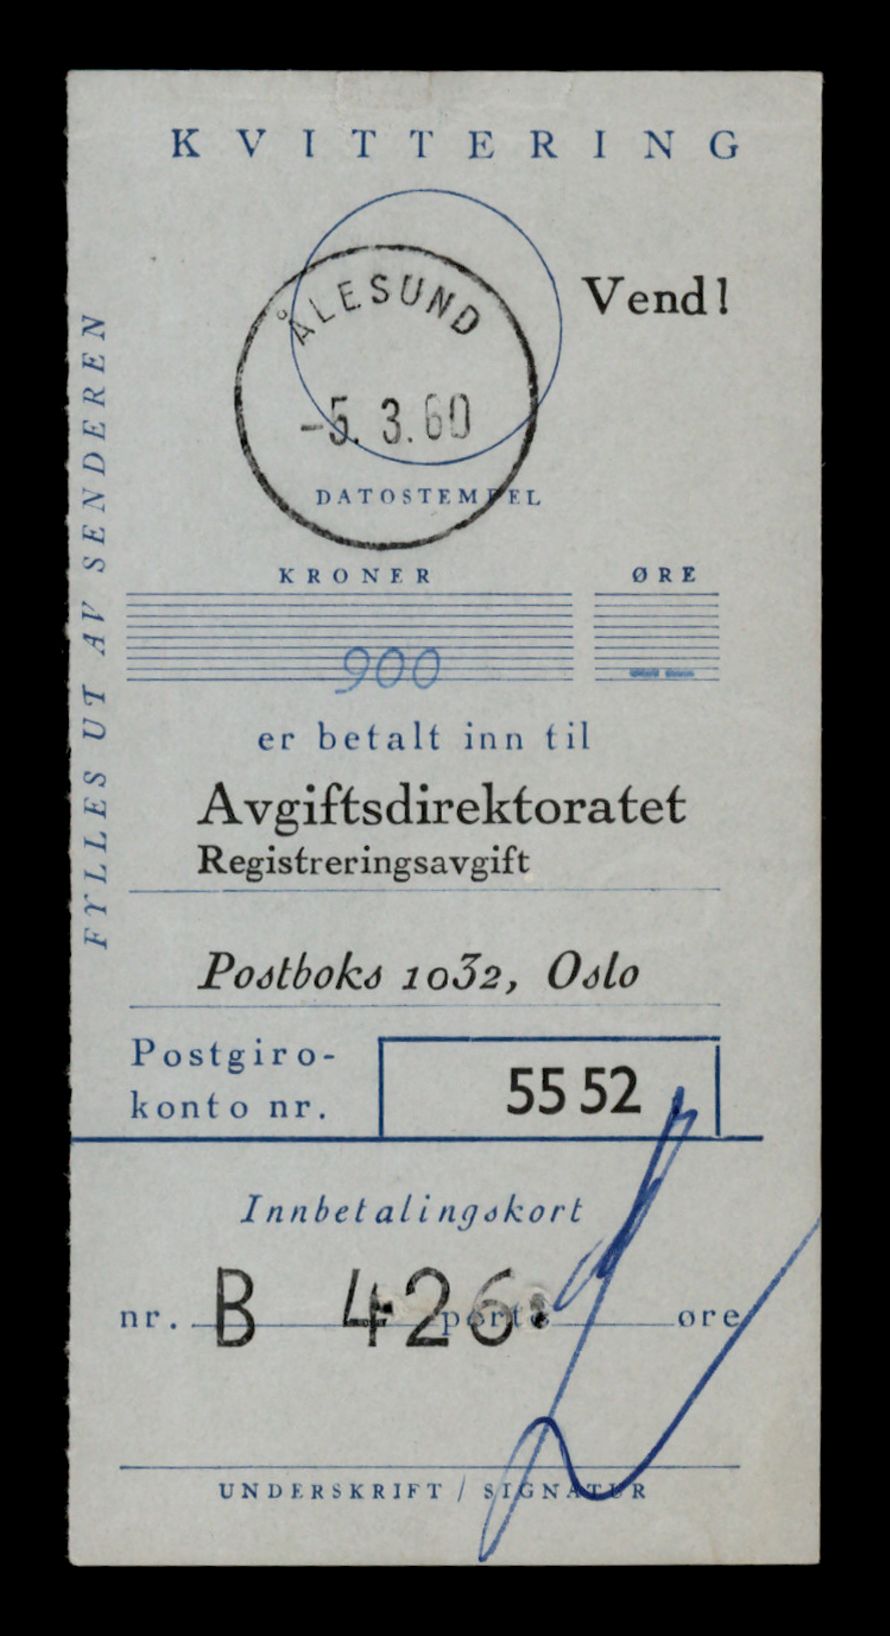 KVITTERING
Vend!
ÅLESUND
-5. 3. 60
DATOSTEMPEL
FYLLES UT AV SENDEREN
KRONER ØRE
900 --
er betalt inn til
Avgiftsdirektoratet
Registreringsavgift
Postboks 1032, Oslo
Postgiro-
konto nr.
55 52
Innbetalingskort
nr. B 426 porto øre
UNDERSKRIFT / SIGNATUR